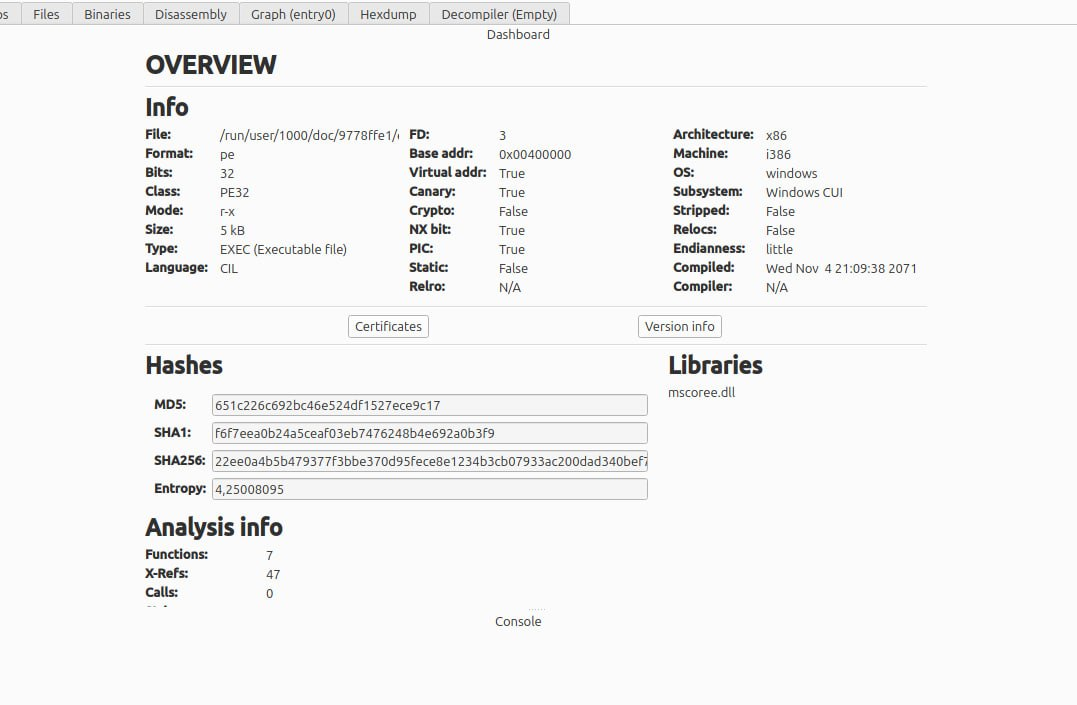 os Files Binaries Disassembly Graph (entry0) Hexdump Decompiler (Empty)
Dashboard
OVERVIEW
Info
File: /run/user/1000/doc/9778ffe1/ FD: 3 Architecture: x86
Format: pe Base addr: 0x00400000 Machine: i386
Bits: 32 Virtual addr: True OS: windows
Class: PE32 Canary: True Subsystem: Windows CUI
Mode: r-x Crypto: False Stripped: False
Size: 5 kB NX bit: True Relocs: False
Type: EXEC (Executable file) PIC: True Endianness: little
Language: CIL Static: False Compiled: Wed Nov 4 21:09:38 2071
Relro: N/A Compiler: N/A
Certificates Version info
Hashes Libraries
mscoree.dll
MD5: 651c226c692bc46e524df1527ece9c17
SHA1: f6f7eea0b24a5ceaf03eb7476248b4e692a0b3f9
SHA256: 22ee0a4b5b479377f3bbe370d95fece8e1234b3cb07933ac200dad340bef7
Entropy: 4,25008095
Analysis info
Functions: 7
X-Refs: 47
Calls: 0
Console